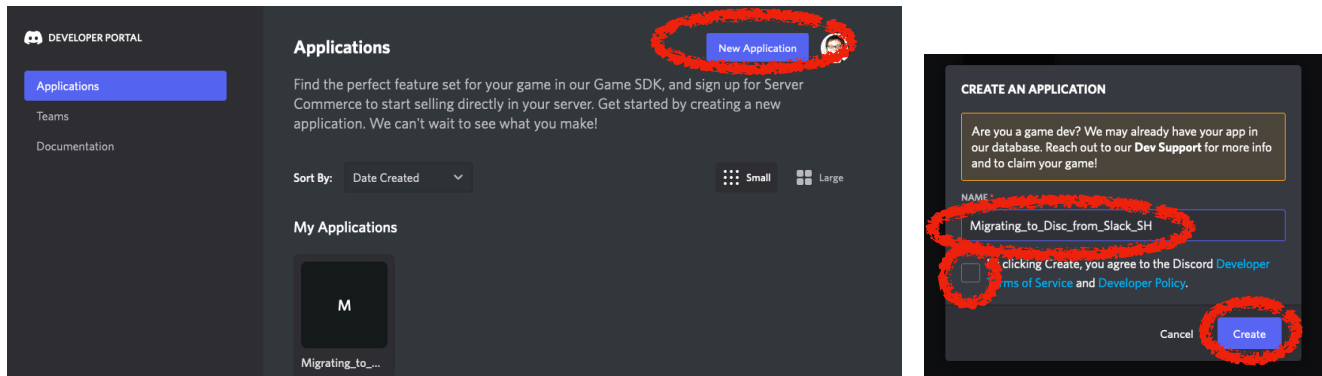 DEVELOPER PORTAL
Applications
Teams
Documentation
Applications
New Application
Find the perfect feature set for your game in our Game SDK, and sign up for Server
Commerce to start selling directly in your server. Get started by creating a new
application. We can't wait to see what you make!
Sort By:
Date Created
Small
Large
My Applications
M
Migrating_to_...
CREATE AN APPLICATION
Are you a game dev? We may already have your app in
our database. Reach out to our Dev Support for more info
and to claim your game!
NAME
Migrating_to_Disc_from_Slack_SH
clicking Create, you agree to the Discord Developer
of Service and Developer Policy.
Cancel
Create